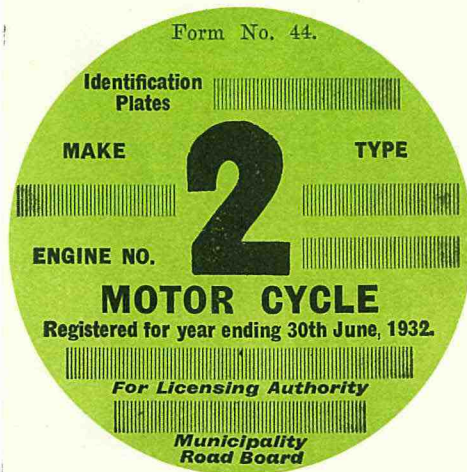 Form No. 44.
Identification
Plates
MAKE
2
TYPE
ENGINE NO.
MOTOR CYCLE
Registered for year ending 30th June, 1932.
For Licensing Authority
Municipality
Road Board